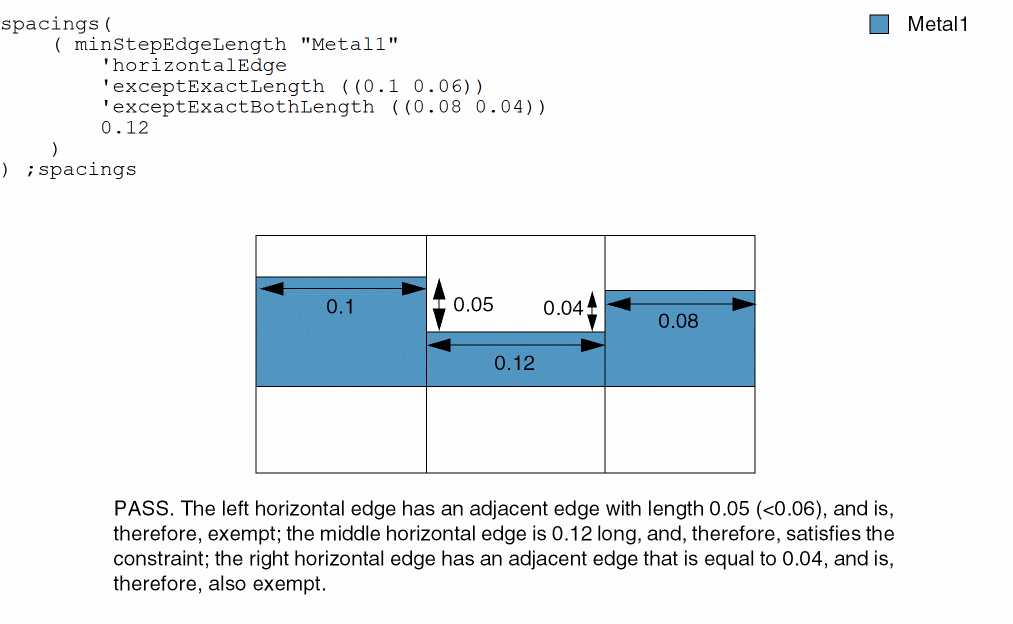 spacings(
    ( minStepEdgeLength "Metal1"
        'horizontalEdge
        'exceptExactLength ((0.1 0.06))
        'exceptExactBothLength ((0.08 0.04))
        0.12
    )
) ;spacings
Metal1
0.1
0.05
0.04
0.08
0.12
PASS. The left horizontal edge has an adjacent edge with length 0.05 (<0.06), and is,
therefore, exempt; the middle horizontal edge is 0.12 long, and, therefore, satisfies the
constraint; the right horizontal edge has an adjacent edge that is equal to 0.04, and is,
therefore, also exempt.